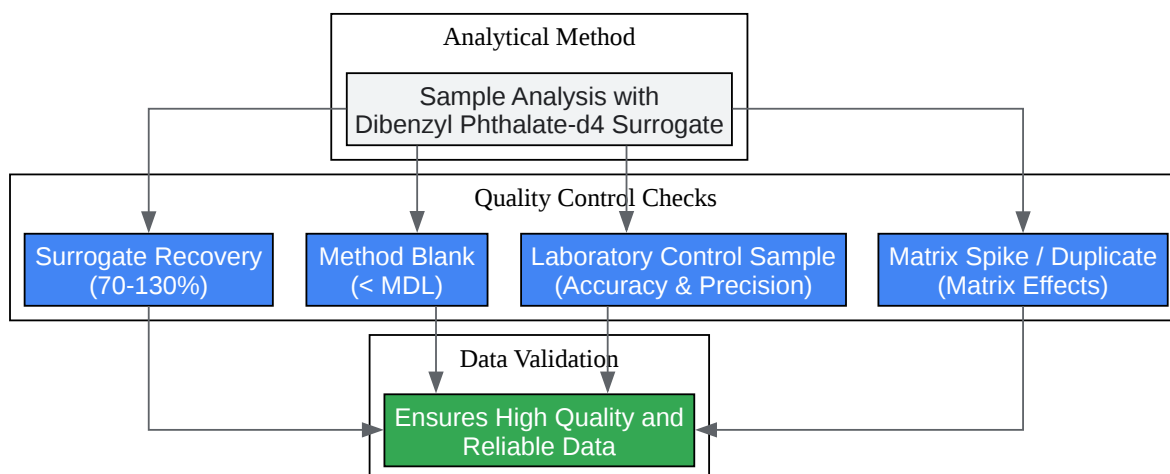 Analytical Method
Sample Analysis with
Dibenzyl Phthalate-d4 Surrogate
Quality Control Checks
Surrogate Recovery
(70-130%)
Method Blank
(< MDL)
Laboratory Control Sample
(Accuracy & Precision)
Matrix Spike / Duplicate
(Matrix Effects)
Data Validation
Ensures High Quality and
Reliable Data